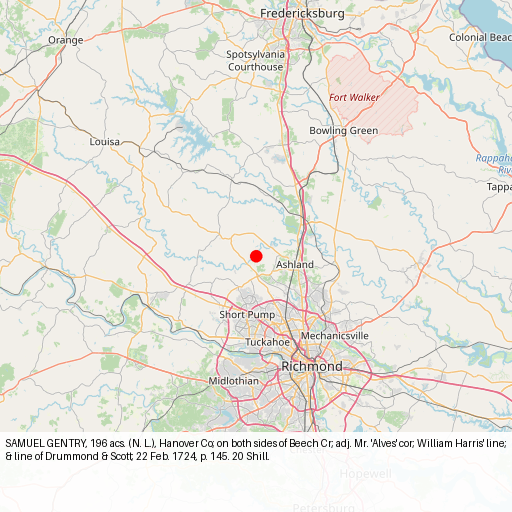 Fredericksburg
Orange
Colonial Beac
Spotsylvania
Courthouse
Fort Walker
Bowling Green
Louisa
Rappaha
Rive
Tappa
Ashland
Short Pump
Mechanicsville
Tuckahoe
Richmond
Midlothian
SAMUEL GENTRY, 196 acs. (N. L.), Hanover Co; on both sides of Beech Cr; adj. Mr. 'Alves' cor; William Harris' line;
& line of Drummond & Scott; 22 Feb. 1724, p. 145. 20 Shill.
Hopewell
Petersburg